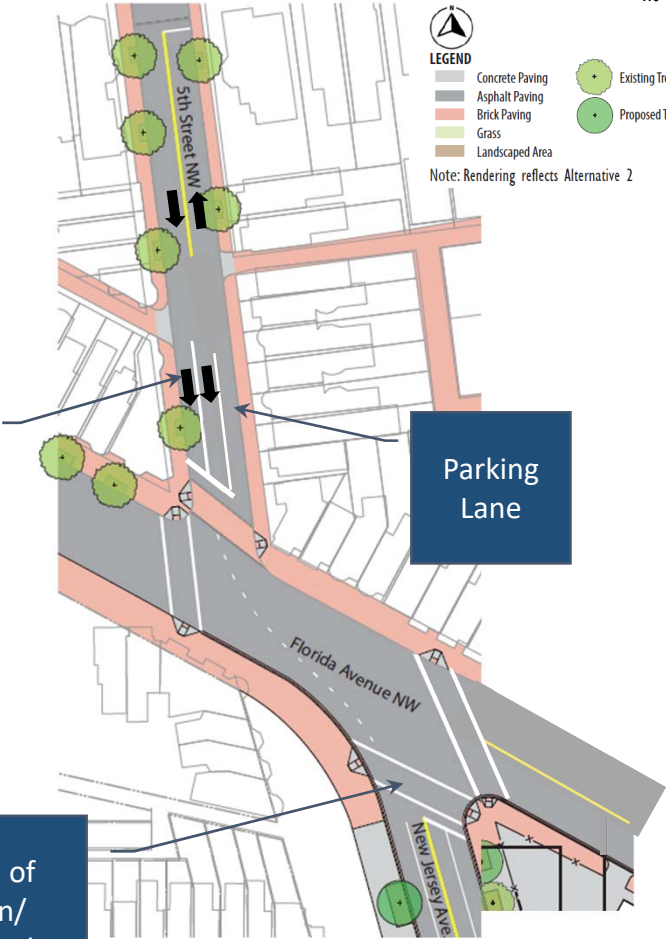 N
LEGEND
Concrete Paving
Asphalt Paving
Brick Paving
Grass
Landscaped Area
Existing Tre
Proposed T
Note: Rendering reflects Alternative 2
5th Street NW
Parking
Lane
Florida Avenue NW
of
n/
New Jersey Ave